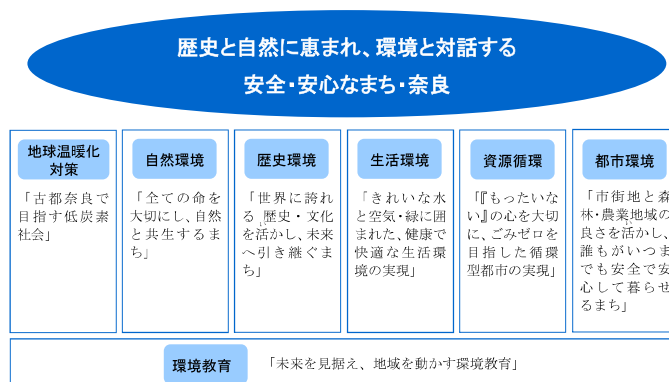 歴史と自然に恵まれ、環境と対話する
安全・安心なまち・奈良
地球温暖化
対策
「古都奈良で
目指す低炭素
社会」
自然環境
「全ての命を
大切にし、自然
と共生するま
ち」
歴史環境
「世界に誇れ
る 歴史・文化
を活かし、未来
へ引き継ぐま
ち」
生活環境
「きれいな水
と空気・緑に囲
まれた、健康で
快適な生活環
境の実現」
資源循環
「『もったいな
い』の心を大切
に、ごみゼロを
目指した循環
型都市の実現」
都市環境
「市街地と森
林・農業地域の
良さを活かし、
誰もがいつま
でも安全で安
心して暮らせ
るまち」
環境教育
「未来を見据え、地域を動かす環境教育」